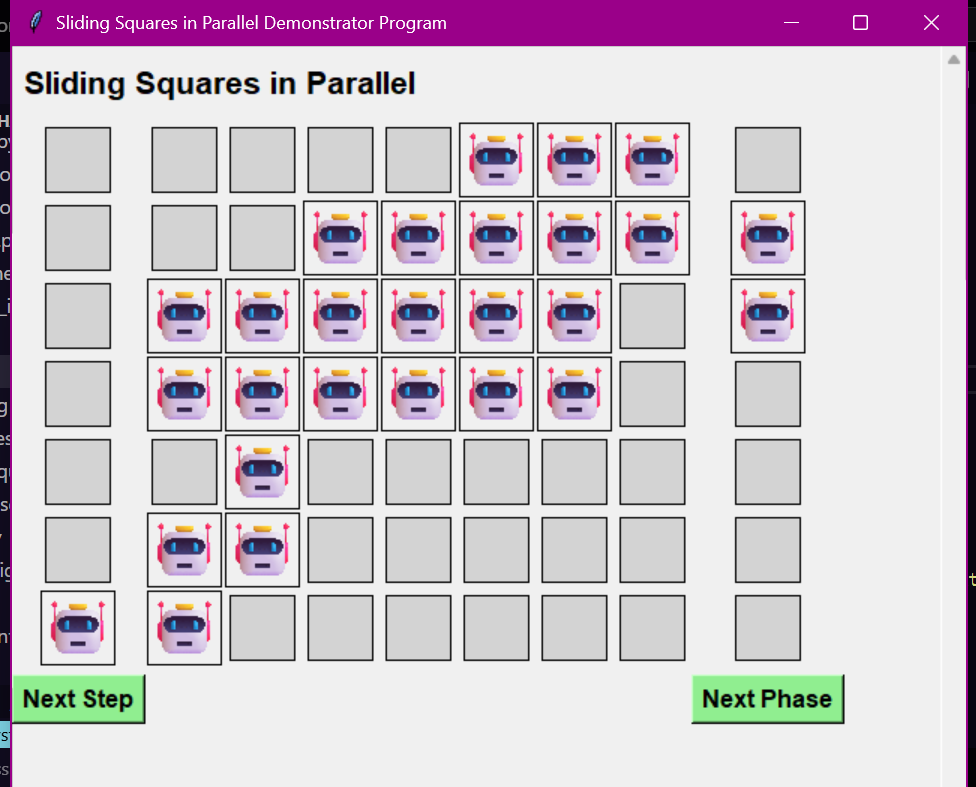 Sliding Squares in Parallel Demonstrator Program
Sliding Squares in Parallel
Next Step
Next Phase